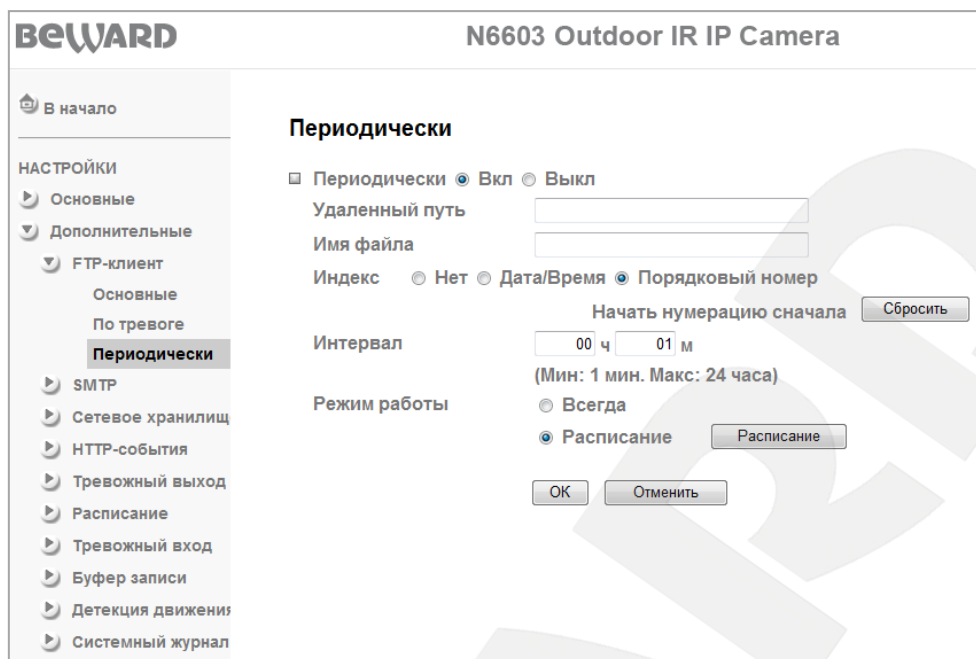 BEWARD
N6603 Outdoor IR IP Camera
В начало
НАСТРОЙКИ
Основные
Дополнительные
FTP-клиент
Основные
По тревоге
Периодически
SMTP
Сетевое хранилищ
HTTP-события
Тревожный выход
Расписание
Тревожный вход
Буфер записи
Детекция движения
Системный журнал
Периодически
Периодически Вкл Выкл
Удаленный путь
Имя файла
Индекс Нет Дата/Время Порядковый номер
Начать нумерацию сначала Сбросить
Интервал 00 ч 01 м
(Мин: 1 мин. Макс: 24 часа)
Режим работы Всегда
Расписание Расписание
OK Отменить